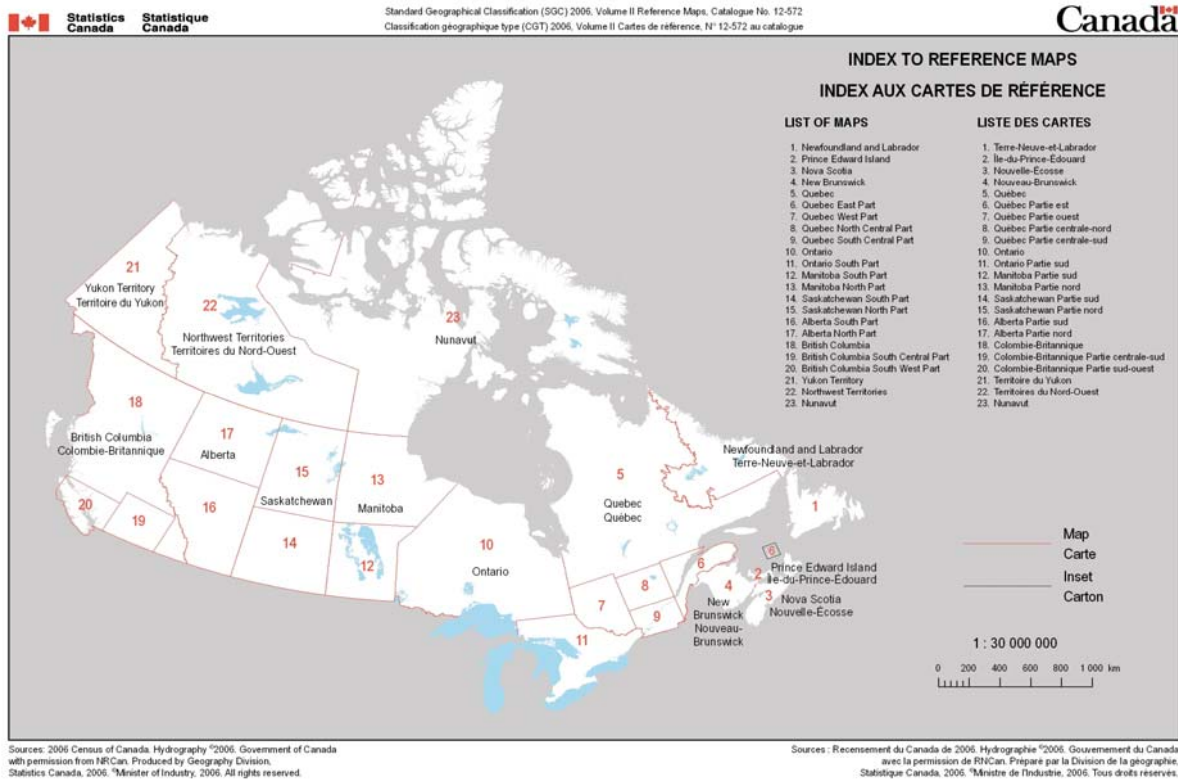 Statistics
Canada
Statistique
Canada
Standard Geographical Classification (SGC) 2006, Volume II Reference Maps, Catalogue No. 12-572
Classification géographique type (CGT) 2006, Volume II Cartes de référence, N° 12-572 au catalogue
Canada
INDEX TO REFERENCE MAPS
INDEX AUX CARTES DE RÉFÉRENCE
LIST OF MAPS
1. Newfoundland and Labrador
2. Prince Edward Island
3. Nova Scotia
4. New Brunswick
5. Quebec
6. Quebec East Part
7. Quebec West Part
8. Quebec North Central Part
9. Quebec South Central Part
10. Ontario
11. Ontario South Part
12. Manitoba South Part
13. Manitoba North Part
14. Saskatchewan South Part
15. Saskatchewan North Part
16. Alberta South Part
17. Alberta North Part
18. British Columbia
19. British Columbia South Central Part
20. British Columbia South West Part
21. Yukon Territory
22. Northwest Territories
23. Nunavut
LISTE DES CARTES
1. Terre-Neuve-et-Labrador
2. Île-du-Prince-Édouard
3. Nouvelle-Écosse
4. Nouveau-Brunswick
5. Québec
6. Québec Partie est
7. Québec Partie ouest
8. Québec Partie centrale-nord
9. Québec Partie centrale-sud
10. Ontario
11. Ontario Partie sud
12. Manitoba Partie sud
13. Manitoba Partie nord
14. Saskatchewan Partie sud
15. Saskatchewan Partie nord
16. Alberta Partie sud
17. Alberta Partie nord
18. Colombie-Britannique
19. Colombie-Britannique Partie centrale-sud
20. Colombie-Britannique Partie sud-ouest
21. Territoire du Yukon
22. Territoires du Nord-Ouest
23. Nunavut
21
Yukon Territory
Territoire du Yukon
22
Northwest Territories
Territoires du Nord-Ouest
23
Nunavut
18
British Columbia
Colombie-Britannique
17
Alberta
15
Saskatchewan
13
Manitoba
20
19
16
14
12
10
Ontario
5
Quebec
Québec
Newfoundland and Labrador
Terre-Neuve-et-Labrador
1
6
6
2
Prince Edward Island
Île-du-Prince-Édouard
3
Nova Scotia
Nouvelle-Écosse
4
New
Brunswick
Nouveau-
Brunswick
7
8
9
11
Map
Carte
Inset
Carton
1 : 30 000 000
0 200 400 600 800 1 000 km
Sources: 2006 Census of Canada. Hydrography ©2006. Government of Canada
with permission from NRCan. Produced by Geography Division,
Statistics Canada, 2006. ©Minister of Industry, 2006. All rights reserved.
Sources : Recensement du Canada de 2006. Hydrographie ©2006. Gouvernement du Canada
avec la permission de RNCan. Préparé par la Division de la géographie,
Statistique Canada, 2006. ©Ministre de l'Industrie, 2006. Tous droits réservés.